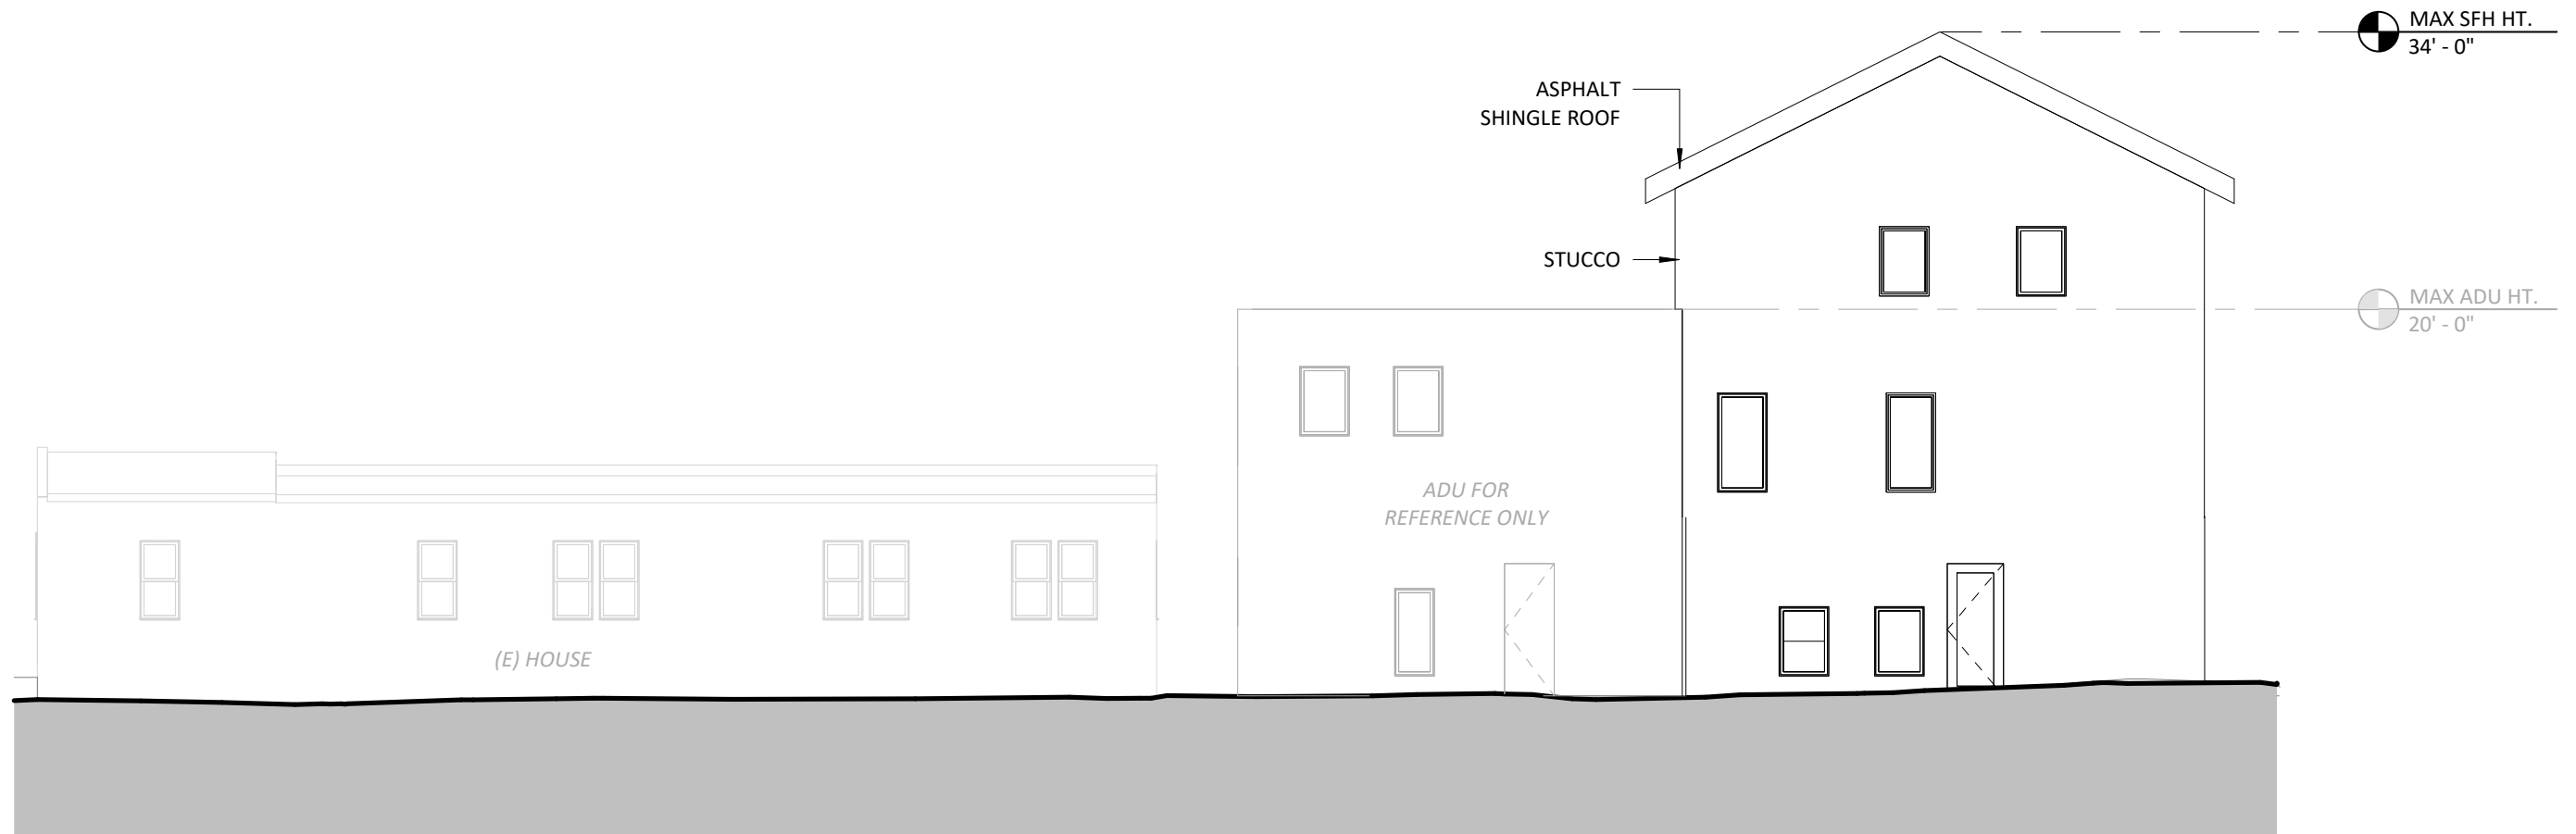 MAX SFH HT.
34' - 0"
ASPHALT
SHINGLE ROOF
STUCCO
MAX ADU HT.
20' - 0"
ADU FOR
REFERENCE ONLY
(E) HOUSE